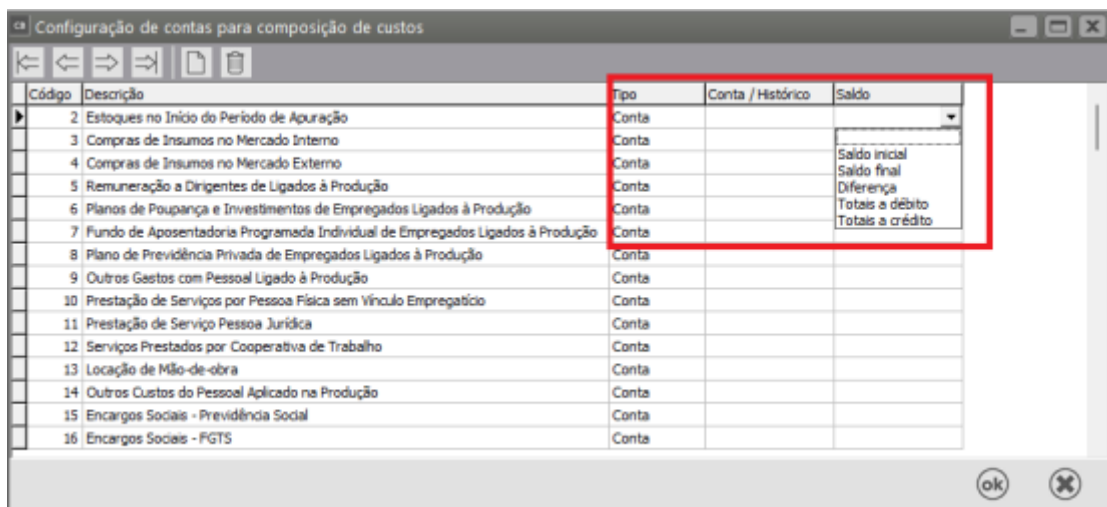 CB Configuração de contas para composição de custos
Código Descrição Tipo Conta / Histórico Saldo
2 Estoques no Início do Período de Apuração Conta
3 Compras de Insumos no Mercado Interno Conta
Saldo inicial
4 Compras de Insumos no Mercado Externo Conta
Saldo final
5 Remuneração a Dirigentes de Ligados à Produção Conta
Diferença
6 Planos de Poupança e Investimentos de Empregados Ligados à Produção Conta
Totais a débito
Totais a crédito
7 Fundo de Aposentadoria Programada Individual de Empregados Ligados à Produção Conta
8 Plano de Previdência Privada de Empregados Ligados à Produção Conta
9 Outros Gastos com Pessoal Ligado à Produção Conta
10 Prestação de Serviços por Pessoa Física sem Vínculo Empregatício Conta
11 Prestação de Serviço Pessoa Jurídica Conta
12 Serviços Prestados por Cooperativa de Trabalho Conta
13 Locação de Mão-de-obra Conta
14 Outros Custos do Pessoal Aplicado na Produção Conta
15 Encargos Sociais - Previdência Social Conta
16 Encargos Sociais - FGTS Conta
ok